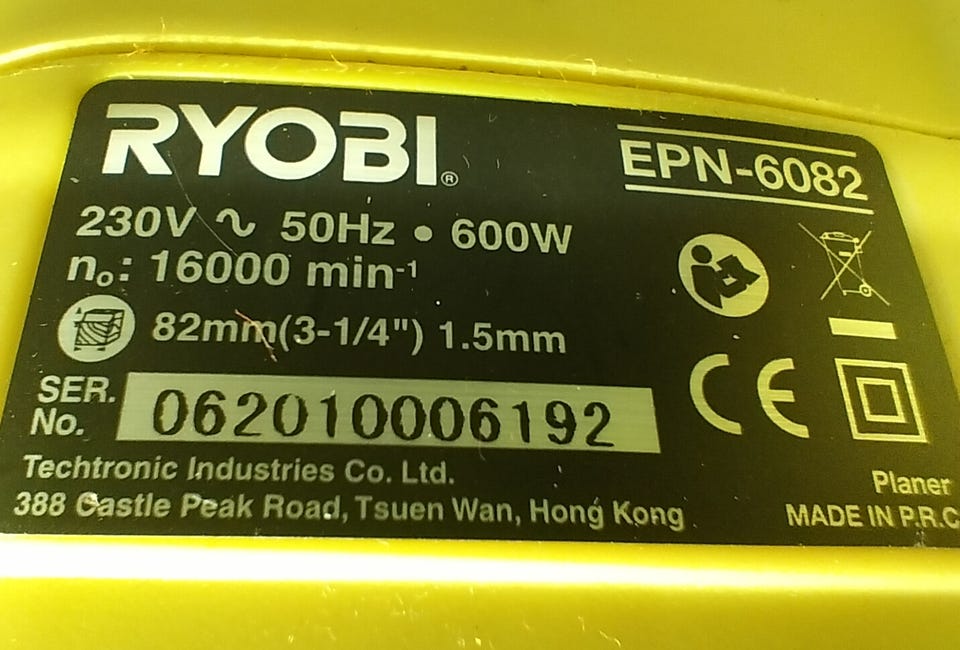 RYOBI®
EPN-6082
230V ∿ 50Hz • 600W
nₒ: 16000 min⁻¹
82mm(3-1/4") 1.5mm
SER. No. 062010006192
CE
Techtronic Industries Co. Ltd.
388 Castle Peak Road, Tsuen Wan, Hong Kong
Planer
MADE IN P.R.C